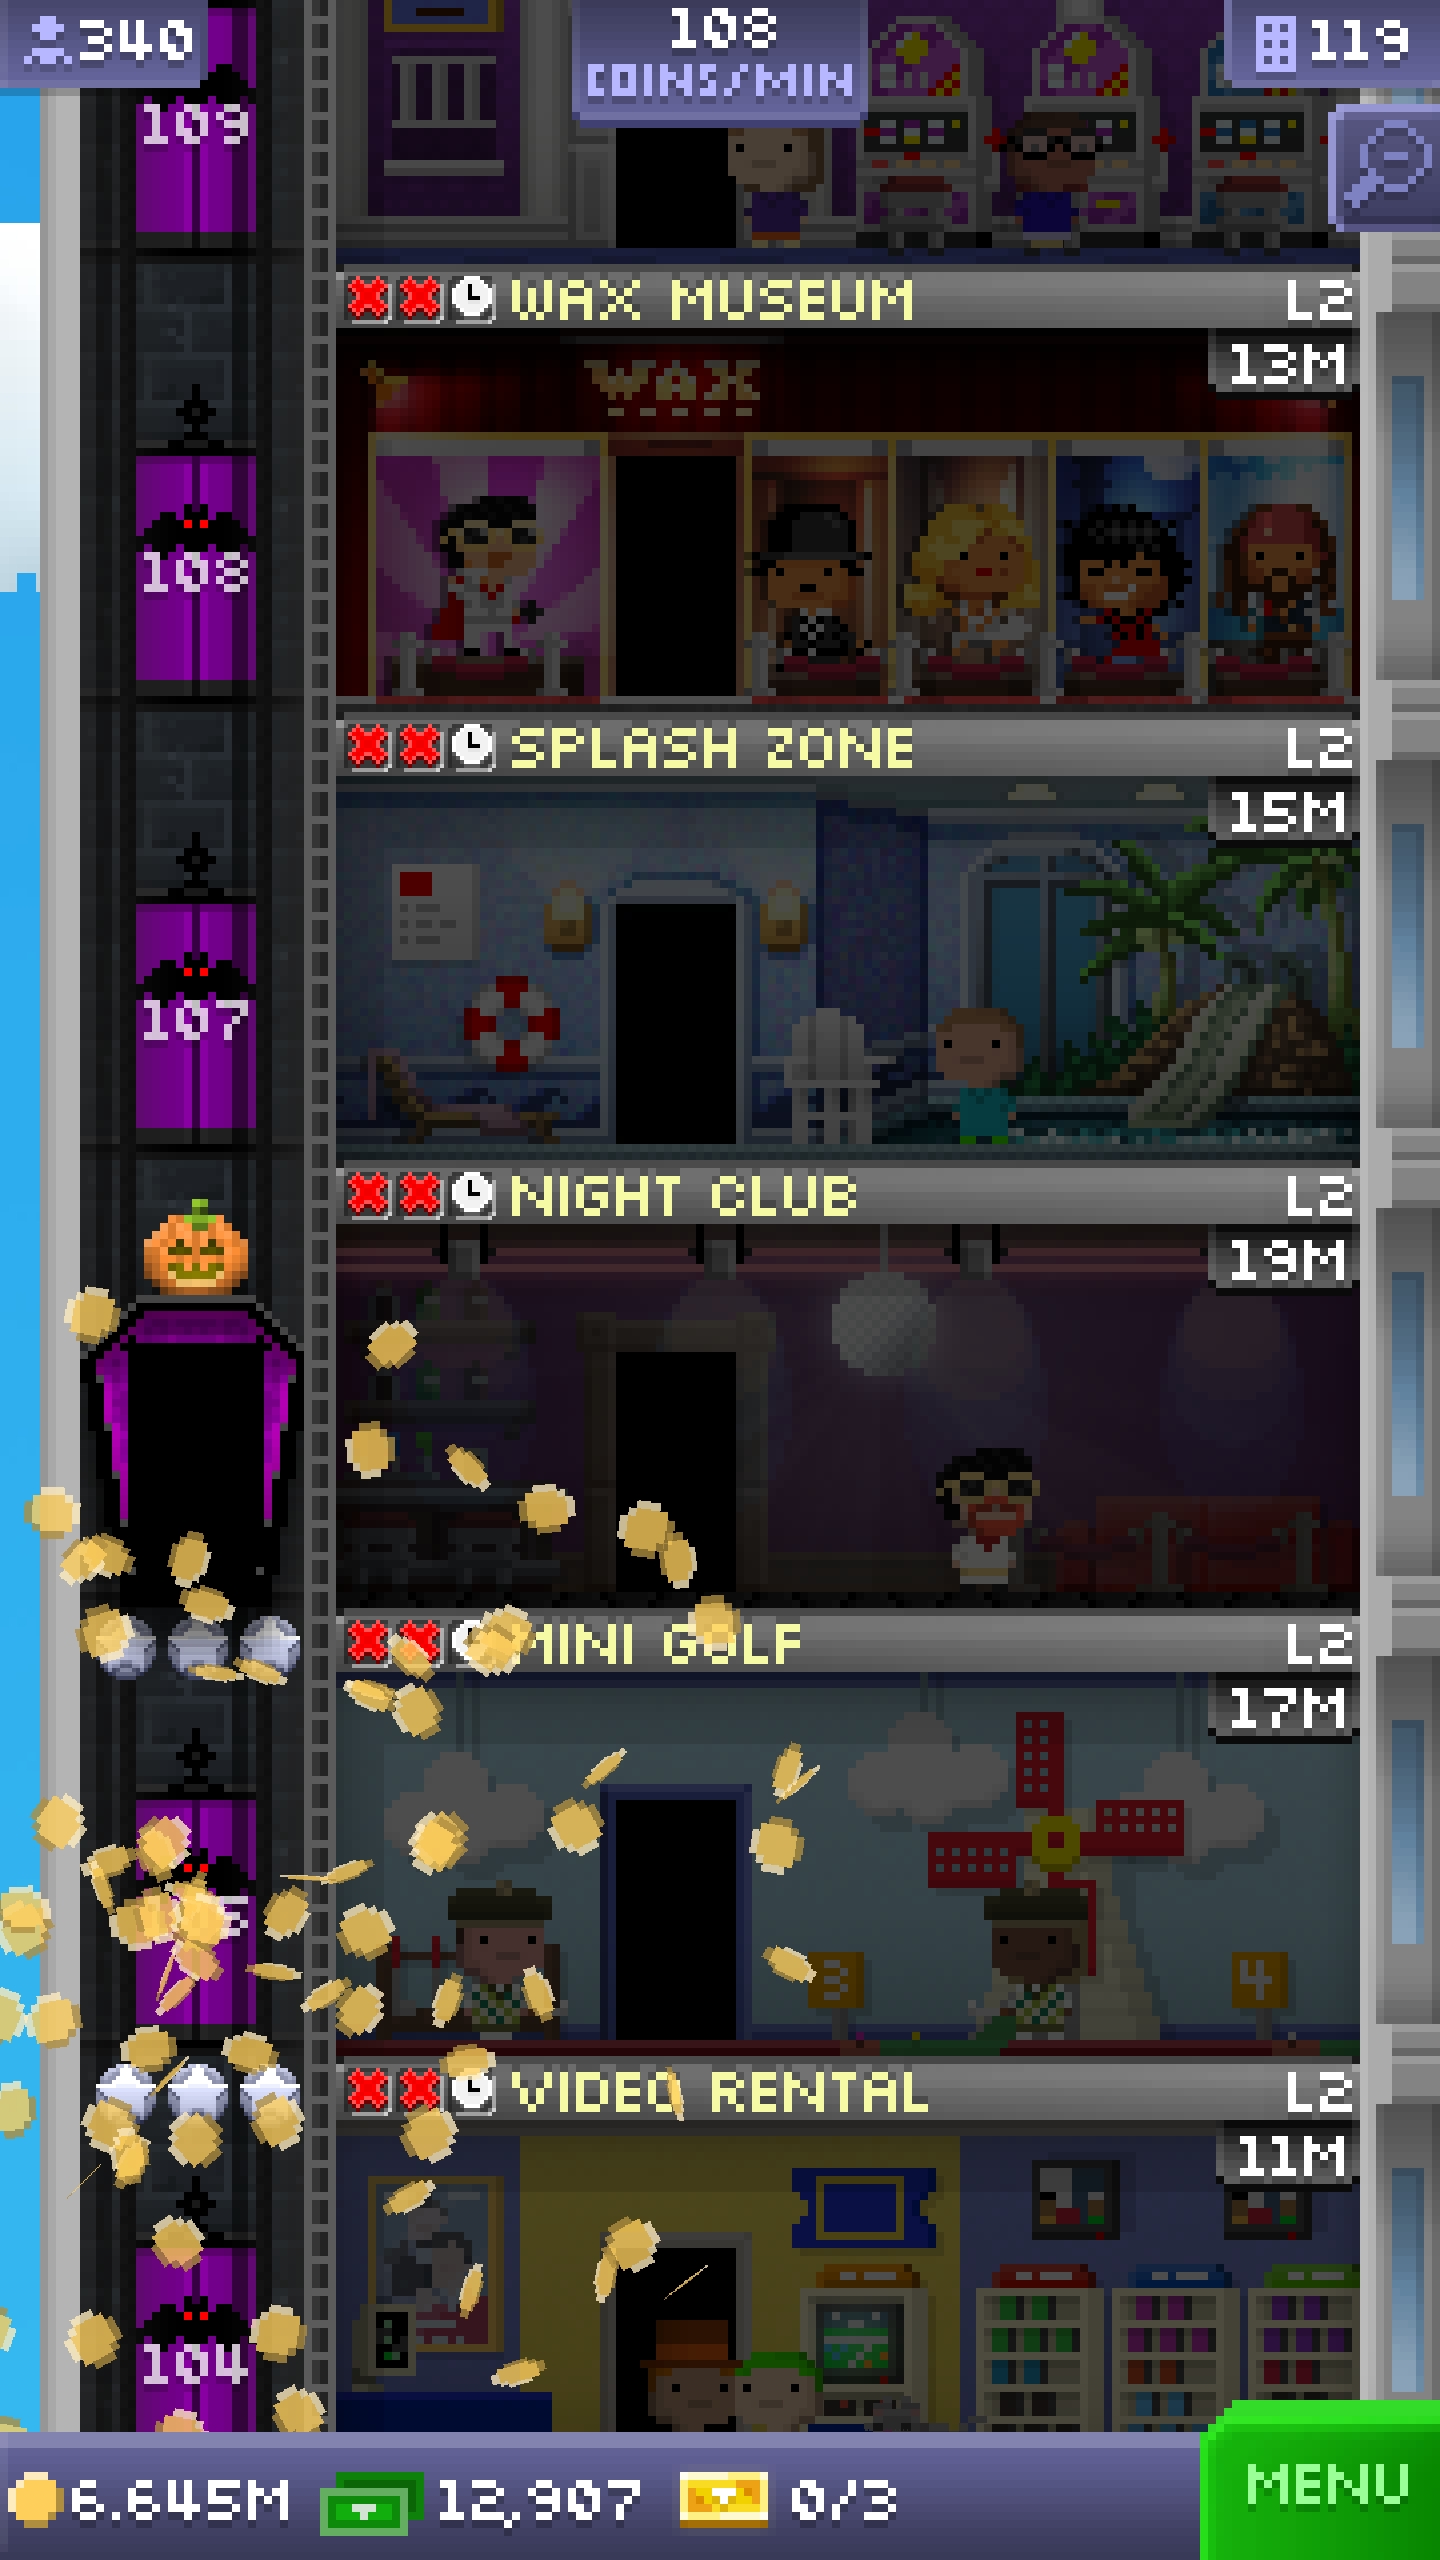 340
108
COINS/MIN
119
109
WAX MUSEUM L2
13M
WAX
108
SPLASH ZONE L2
15M
107
NIGHT CLUB L2
19M
MINI GOLF L2
17M
3
4
VIDEO RENTAL L2
11M
104
6.645M 12,907 0/3
MENU